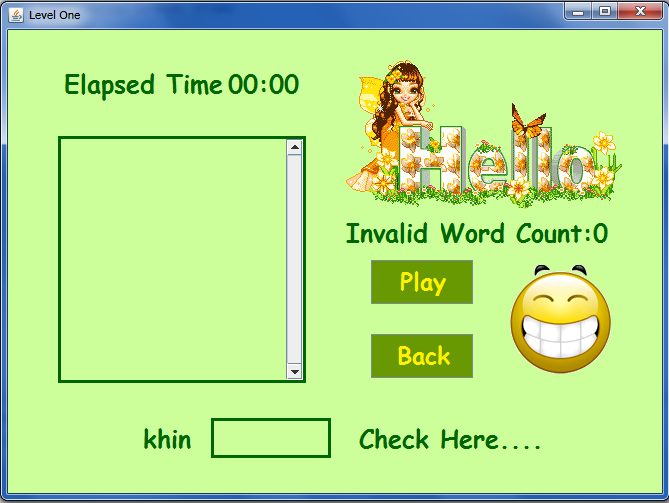 Level One
Elapsed Time 00:00
Hello
Invalid Word Count:0
Play
Back
khin
Check Here....